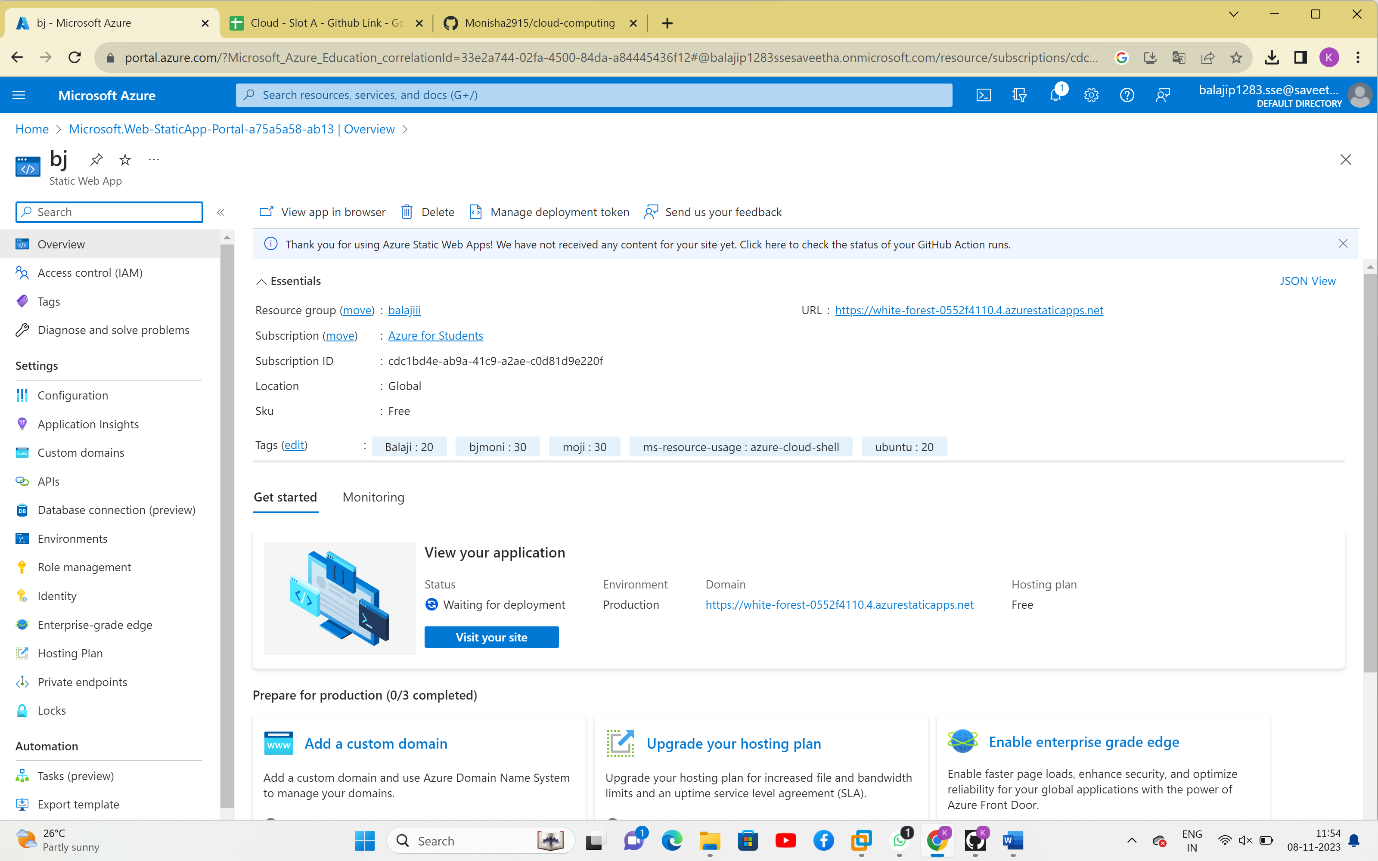 bj - Microsoft Azure
Cloud - Slot A - Github Link - Go
Monisha2915/cloud-computing
portal.azure.com/?Microsoft_Azure_Education_correlationId=33e2a744-02fa-4500-84da-a84445436f12#@balajip1283ssesaveetha.onmicrosoft.com/resource/subscriptions/cdc...
K
Microsoft Azure
Search resources, services, and docs (G+/)
1
balajip1283.sse@saveet...
DEFAULT DIRECTORY
Home > Microsoft.Web-StaticApp-Portal-a75a5a58-ab13 | Overview >
bj
Static Web App
Search
Overview
Access control (IAM)
Tags
Diagnose and solve problems
Settings
Configuration
Application Insights
Custom domains
APIs
Database connection (preview)
Environments
Role management
Identity
Enterprise-grade edge
Hosting Plan
Private endpoints
Locks
Automation
Tasks (preview)
Export template
View app in browser
Delete
Manage deployment token
Send us your feedback
Thank you for using Azure Static Web Apps! We have not received any content for your site yet. Click here to check the status of your GitHub Action runs.
Essentials
JSON View
Resource group (move) : balajiii
URL : https://white-forest-0552f4110.4.azurestaticapps.net
Subscription (move) : Azure for Students
Subscription ID : cdc1bd4e-ab9a-41c9-a2ae-c0d81d9e220f
Location : Global
Sku : Free
Tags (edit) : Balaji : 20 bjmoni : 30 moji : 30 ms-resource-usage : azure-cloud-shell ubuntu : 20
Get started
Monitoring
View your application
Status Environment Domain Hosting plan
Waiting for deployment Production https://white-forest-0552f4110.4.azurestaticapps.net Free
Visit your site
Prepare for production (0/3 completed)
www
Add a custom domain
Add a custom domain and use Azure Domain Name System
to manage your domains.
Upgrade your hosting plan
Upgrade your hosting plan for increased file and bandwidth
limits and an uptime service level agreement (SLA).
Enable enterprise grade edge
Enable faster page loads, enhance security, and optimize
reliability for your global applications with the power of
Azure Front Door.
26°C
Partly sunny
Search
1
1
K
K
ENG
IN
11:54
08-11-2023